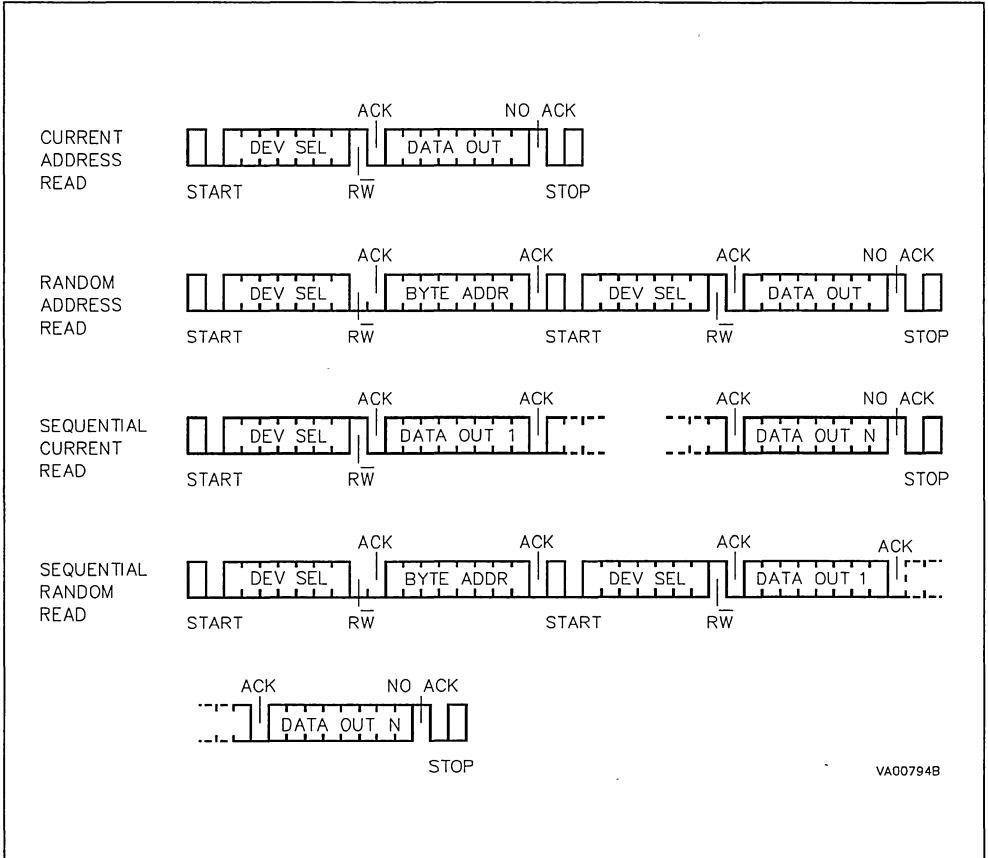 ACK NO ACK
CURRENT
ADDRESS
READ
DEV SEL DATA OUT
START RW̅ STOP
ACK ACK ACK NO ACK
RANDOM
ADDRESS
READ
DEV SEL BYTE ADDR DEV SEL DATA OUT
START RW̅ START RW̅ STOP
ACK ACK ACK NO ACK
SEQUENTIAL
CURRENT
READ
DEV SEL DATA OUT 1 DATA OUT N
START RW̅ STOP
ACK ACK ACK ACK
SEQUENTIAL
RANDOM
READ
DEV SEL BYTE ADDR DEV SEL DATA OUT 1
START RW̅ START RW̅
ACK NO ACK
DATA OUT N
STOP
VA00794B